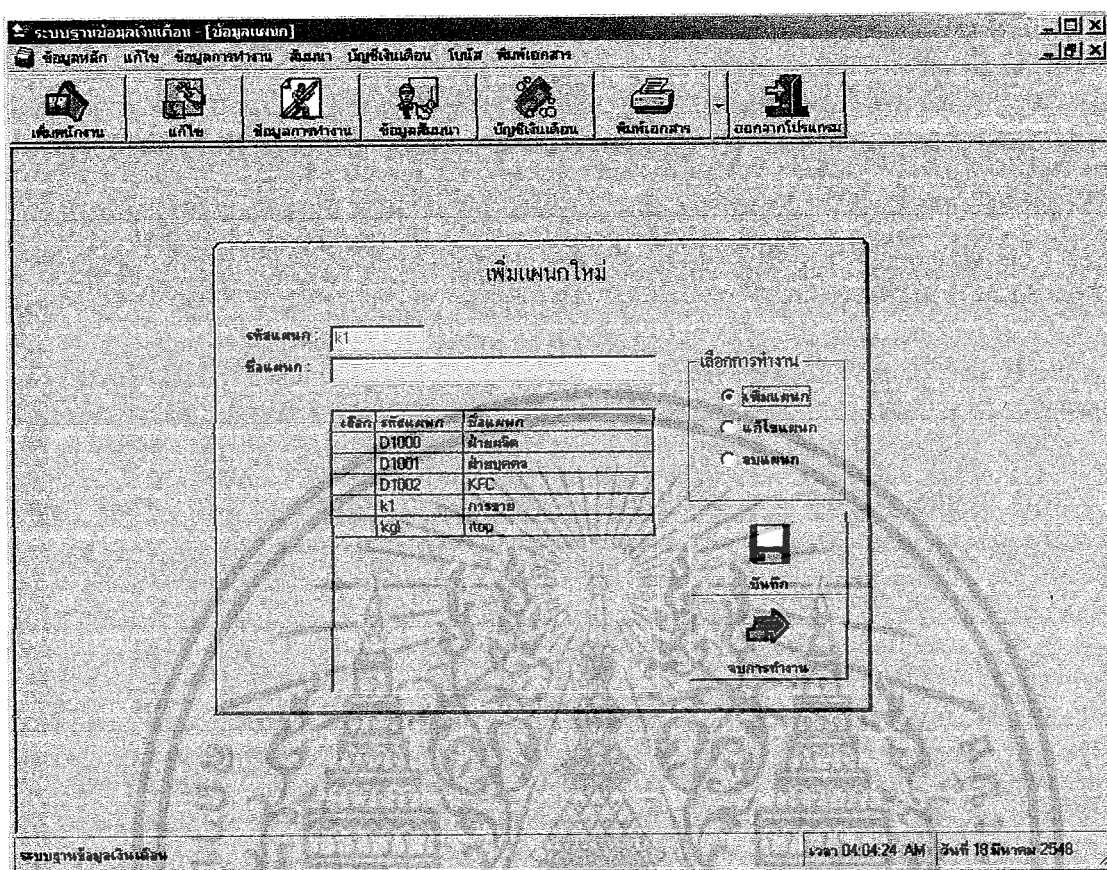 ระบบฐานข้อมูลเงินเดือน - [ข้อมูลแผนก]
ข้อมูลหลัก แก้ไข ข้อมูลการทำงาน สัมมนา บัญชีเงินเดือน โบนัส พิมพ์เอกสาร
เพิ่มพนักงาน แก้ไข ข้อมูลการทำงาน ข้อมูลสัมมนา บัญชีเงินเดือน พิมพ์เอกสาร ออกจากโปรแกรม
เพิ่มแผนกใหม่
รหัสแผนก : k1
ชื่อแผนก :
เลือกการทำงาน
เพิ่มแผนก
แก้ไขแผนก
ลบแผนก
เลือก รหัสแผนก ชื่อแผนก
D1000 ฝ่ายผลิต
D1001 ฝ่ายบุคคล
D1002 KFC
k1 การขาย
kgl
บันทึก
จบการทำงาน
ระบบฐานข้อมูลเงินเดือน เวลา 04:04:24 AM วันที่ 18 มีนาคม 2548